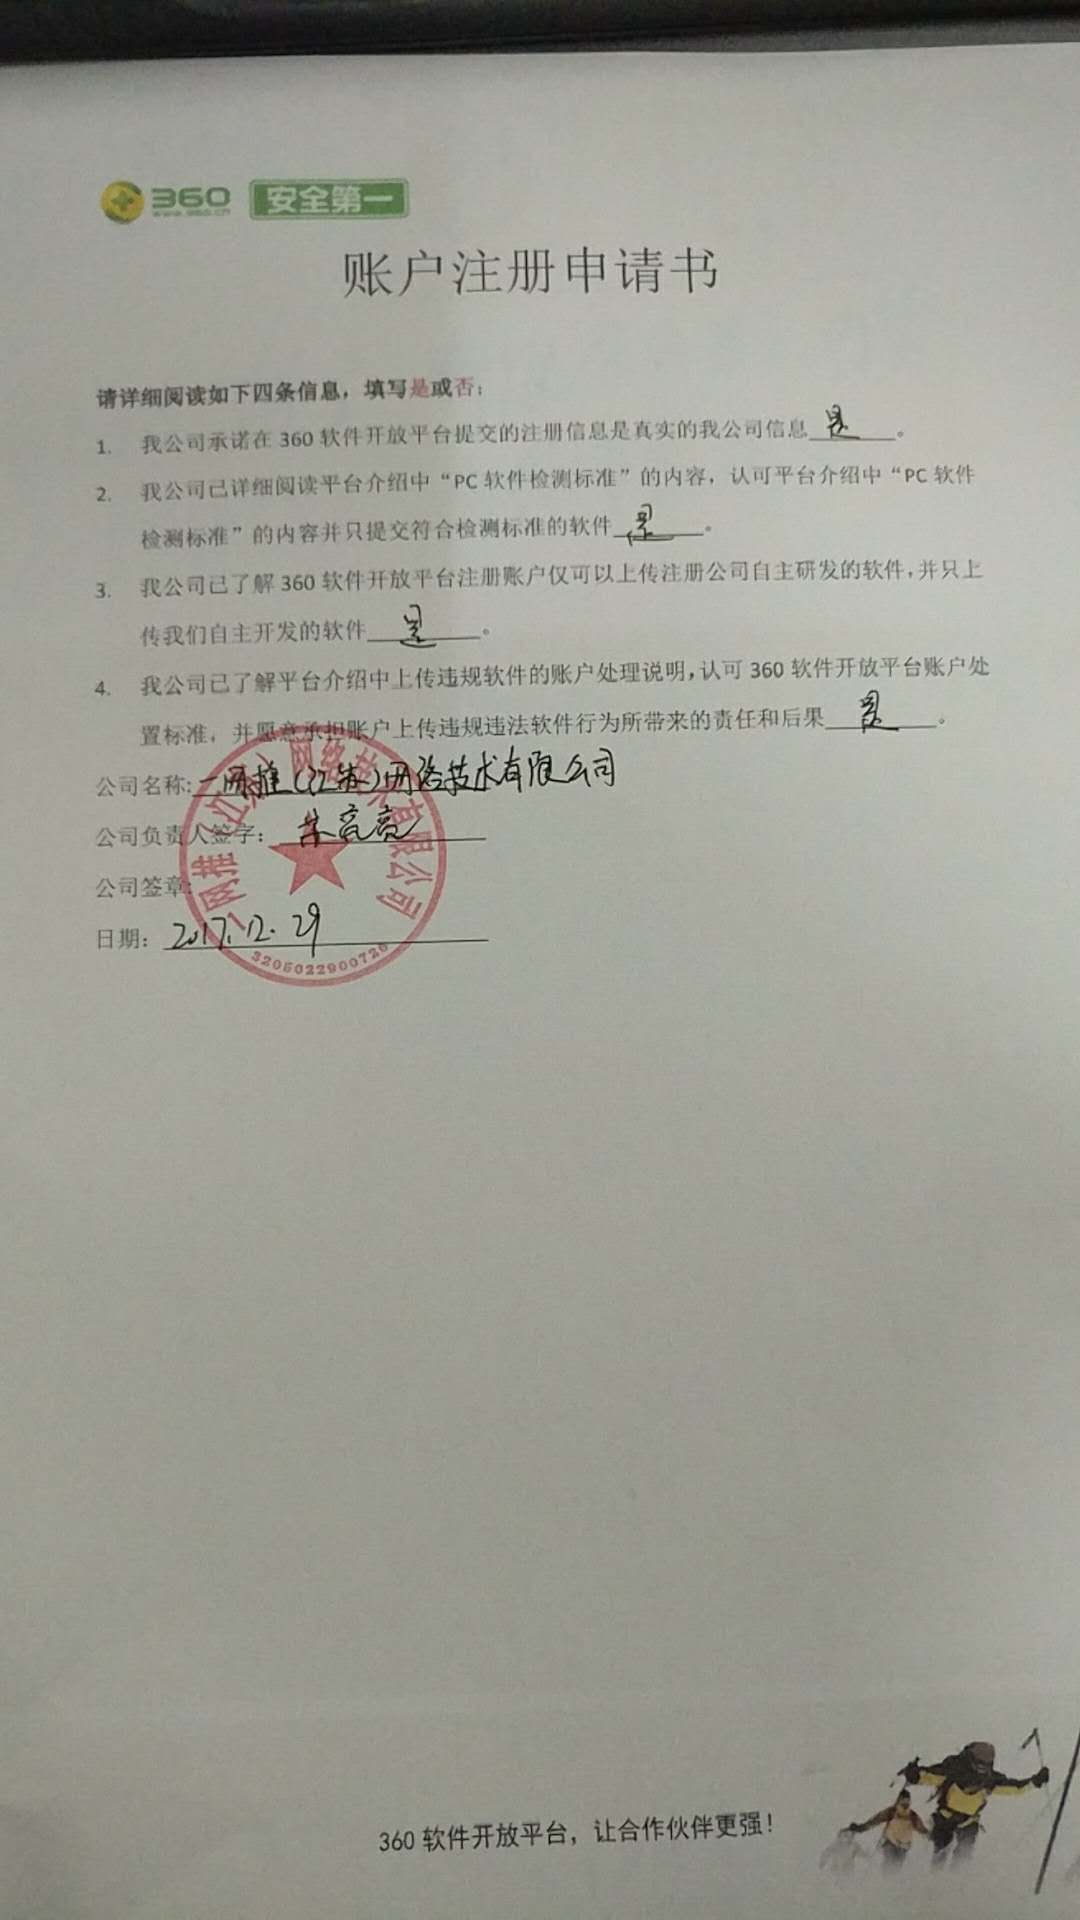 360 安全第一
www.360.cn
账户注册申请书
请详细阅读如下四条信息，填写是或否；
1. 我公司承诺在 360 软件开放平台提交的注册信息是真实的我公司信息 是 。
2. 我公司已详细阅读平台介绍中“PC 软件检测标准”的内容，认可平台介绍中“PC 软件
检测标准”的内容并只提交符合检测标准的软件 是 。
3. 我公司已了解 360 软件开放平台注册账户仅可以上传注册公司自主研发的软件,并只上
传我们自主开发的软件 是 。
4. 我公司已了解平台介绍中上传违规软件的账户处理说明,认可 360 软件开放平台账户处
置标准，并愿意承担账户上传违规违法软件行为所带来的责任和后果 是 。
公司名称: 一网推（江苏）网络技术有限公司
公司负责人签字：
公司签章:
日期： 2017.12.29
一网推（江苏）网络技术有限公司
3205022900726
360 软件开放平台，让合作伙伴更强！